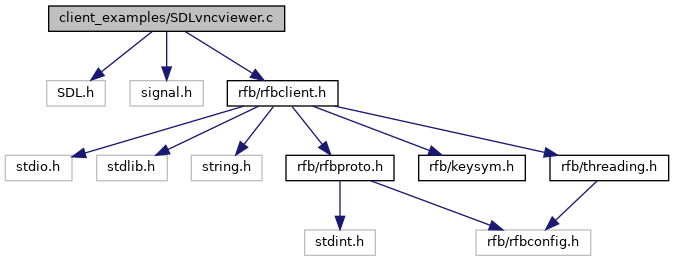 client_examples/SDLvncviewer.c
SDL.h
signal.h
rfb/rfbclient.h
stdio.h
stdlib.h
string.h
rfb/rfbproto.h
rfb/keysym.h
rfb/threading.h
stdint.h
rfb/rfbconfig.h